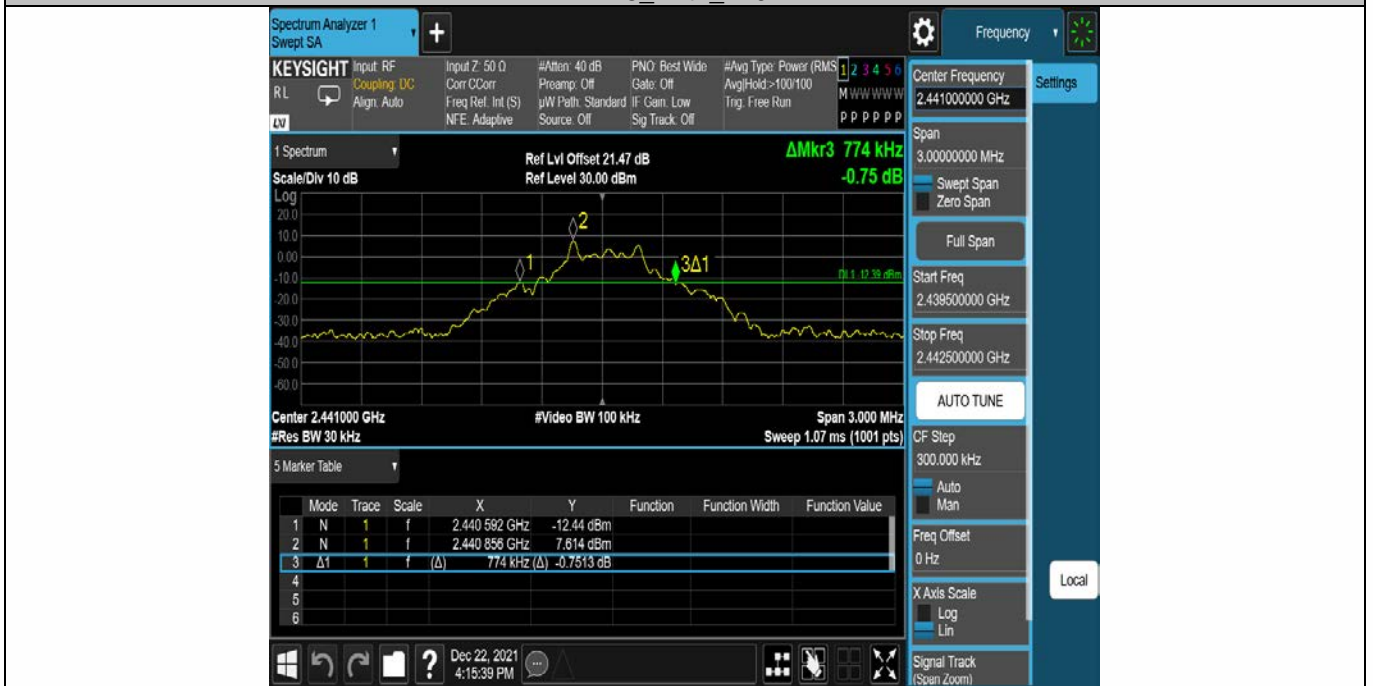 Spectrum Analyzer 1
Swept SA
+
Frequency
KEYSIGHT
RL
LXI
Input: RF
Coupling: DC
Align: Auto
Input Z: 50 Ω
Corr CCorr
Freq Ref: Int (S)
NFE: Adaptive
#Atten: 40 dB
Preamp: Off
µW Path: Standard
Source: Off
PNO: Best Wide
Gate: Off
IF Gain: Low
Sig Track: Off
#Avg Type: Power (RMS
Avg|Hold:>100/100
Trig: Free Run
1 2 3 4 5 6
M W W W W W
P P P P P P
1 Spectrum
Scale/Div 10 dB
Ref Lvl Offset 21.47 dB
Ref Level 30.00 dBm
ΔMkr3 774 kHz
-0.75 dB
Log
20.0
10.0
0.00
-10.0
-20.0
-30.0
-40.0
-50.0
-60.0
2
1
3Δ1
DL1 -12.39 dBm
Center 2.441000 GHz
#Video BW 100 kHz
Span 3.000 MHz
#Res BW 30 kHz
Sweep 1.07 ms (1001 pts)
5 Marker Table
Mode Trace Scale X Y Function Function Width Function Value
1 N 1 f 2.440 592 GHz -12.44 dBm
2 N 1 f 2.440 856 GHz 7.614 dBm
3 Δ1 1 f (Δ) 774 kHz (Δ) -0.7513 dB
4
5
6
?
Dec 22, 2021
4:15:39 PM
Center Frequency
2.441000000 GHz
Span
3.00000000 MHz
Swept Span
Zero Span
Full Span
Start Freq
2.439500000 GHz
Stop Freq
2.442500000 GHz
AUTO TUNE
CF Step
300.000 kHz
Auto
Man
Freq Offset
0 Hz
X Axis Scale
Log
Lin
Signal Track
(Span Zoom)
Settings
Local